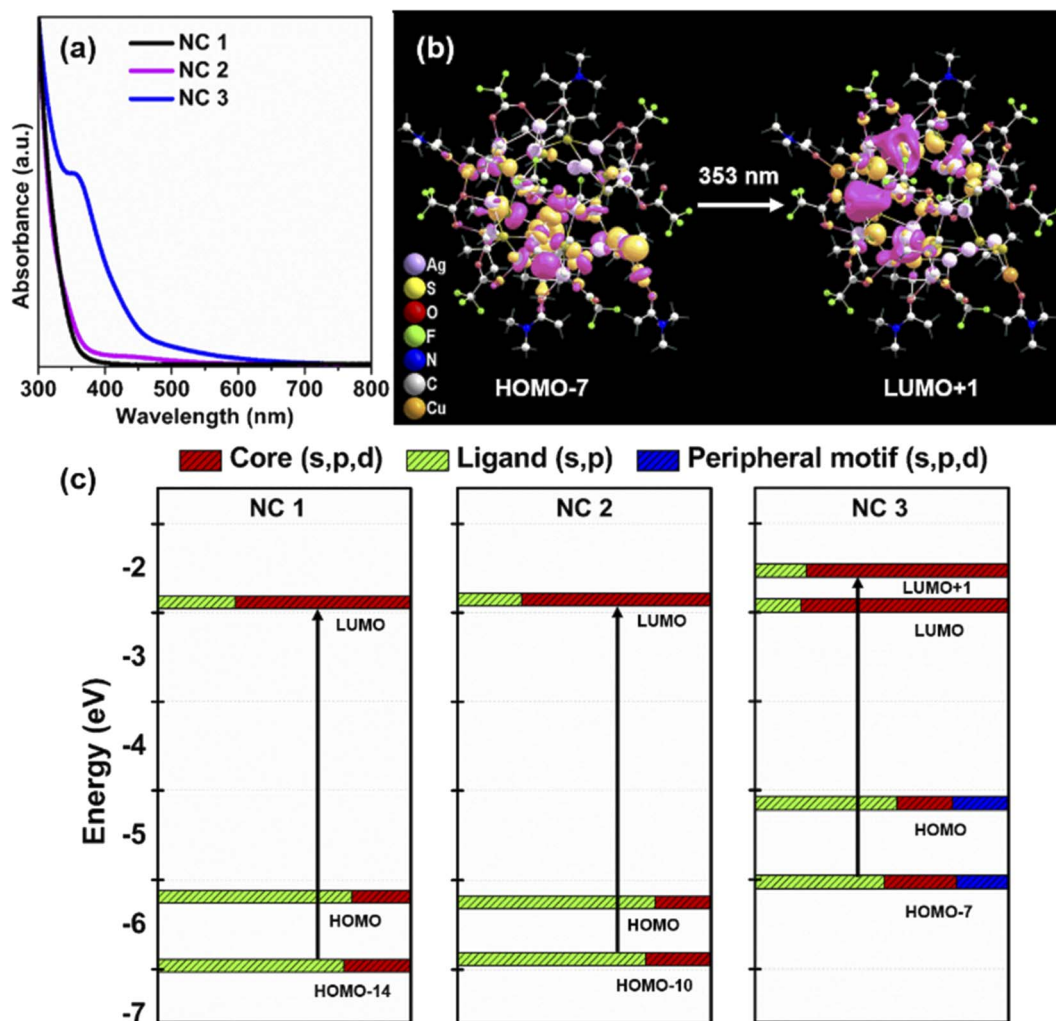 (a)
NC 1
NC 2
NC 3
Absorbance (a.u.)
300 400 500 600 700 800
Wavelength (nm)
(b)
353 nm
Ag
S
O
F
N
C
Cu
HOMO-7
LUMO+1
Core (s,p,d) Ligand (s,p) Peripheral motif (s,p,d)
(c)
Energy (eV)
-2
-3
-4
-5
-6
-7
NC 1
LUMO
HOMO
HOMO-14
NC 2
LUMO
HOMO
HOMO-10
NC 3
LUMO+1
LUMO
HOMO
HOMO-7